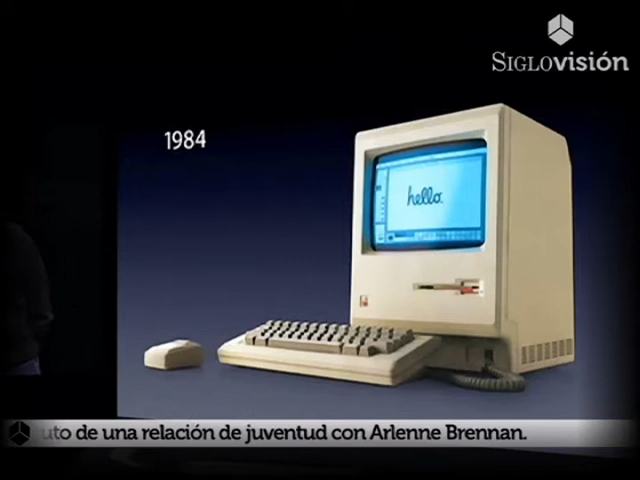 SIGLOVISIÓN
1984
hello.
uto de una relación de juventud con Arlenne Brennan.